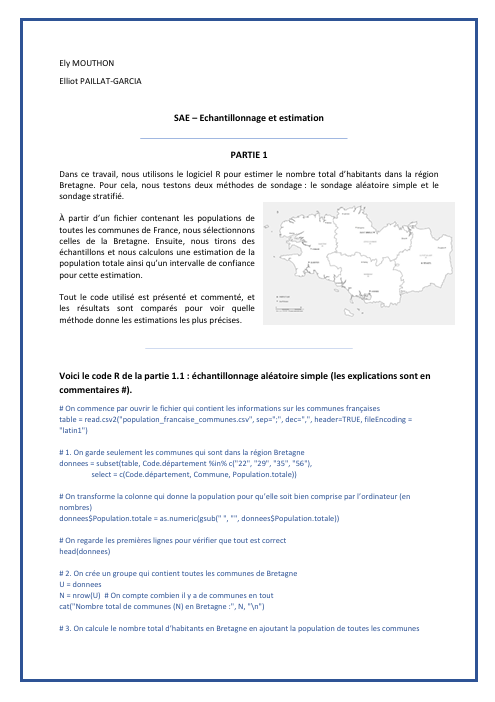 Ely MOUTHON
Elliot PAILLAT-GARCIA
SAE – Echantillonnage et estimation
PARTIE 1
Dans ce travail, nous utilisons le logiciel R pour estimer le nombre total d'habitants dans la région
Bretagne. Pour cela, nous testons deux méthodes de sondage : le sondage aléatoire simple et le
sondage stratifié.
À partir d'un fichier contenant les populations de
toutes les communes de France, nous sélectionnons
celles de la Bretagne. Ensuite, nous tirons des
échantillons et nous calculons une estimation de la
population totale ainsi qu'un intervalle de confiance
pour cette estimation.
Tout le code utilisé est présenté et commenté, et
les résultats sont comparés pour voir quelle
méthode donne les estimations les plus précises.
Voici le code R de la partie 1.1 : échantillonnage aléatoire simple (les explications sont en
commentaires #).
# On commence par ouvrir le fichier qui contient les informations sur les communes françaises
table = read.csv2("population_francaise_communes.csv", sep=";", dec=",", header=TRUE, fileEncoding =
"latin1")
# 1. On garde seulement les communes qui sont dans la région Bretagne
donnees = subset(table, Code.département %in% c("22", "29", "35", "56"),
select = c(Code.département, Commune, Population.totale))
# On transforme la colonne qui donne la population pour qu'elle soit bien comprise par l'ordinateur (en
nombres)
donnees$Population.totale = as.numeric(gsub(" ", "", donnees$Population.totale))
# On regarde les premières lignes pour vérifier que tout est correct
head(donnees)
# 2. On crée un groupe qui contient toutes les communes de Bretagne
U = donnees
N = nrow(U) # On compte combien il y a de communes en tout
cat("Nombre total de communes (N) en Bretagne :", N, "\n")
# 3. On calcule le nombre total d'habitants en Bretagne en ajoutant la population de toutes les communes